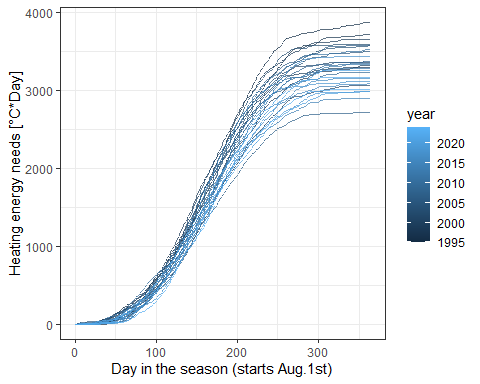 4000
3000
2000
1000
0
Heating energy needs [°C*Day]
0 100 200 300
Day in the season (starts Aug.1st)
year
2020
2015
2010
2005
2000
1995